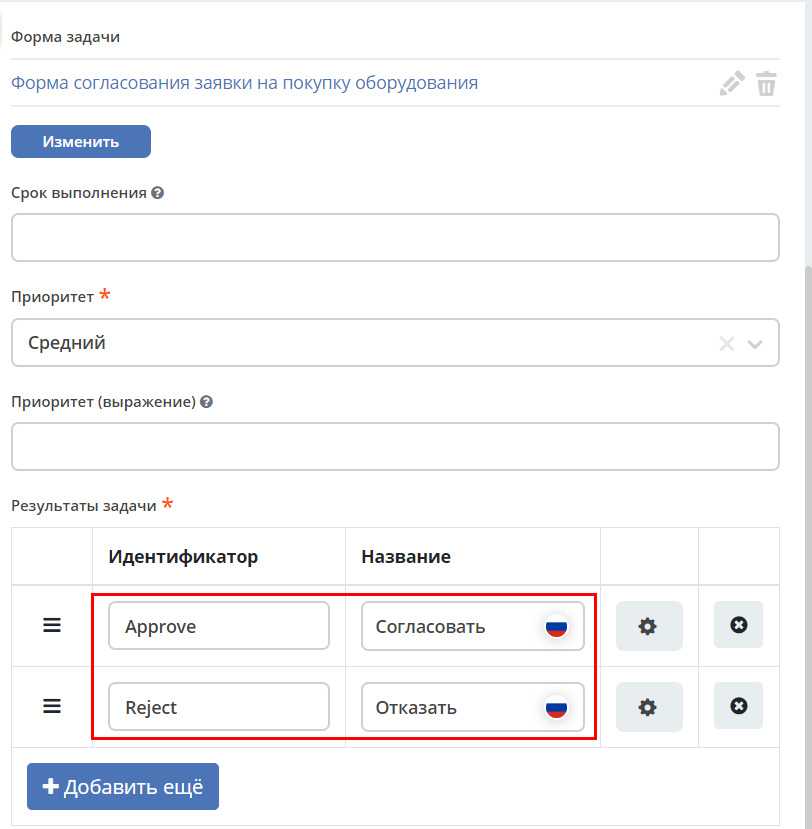 Форма задачи
Форма согласования заявки на покупку оборудования
Изменить
Срок выполнения
Приоритет *
Средний
Приоритет (выражение)
Результаты задачи *
Идентификатор Название
Approve Согласовать
Reject Отказать
Добавить ещё